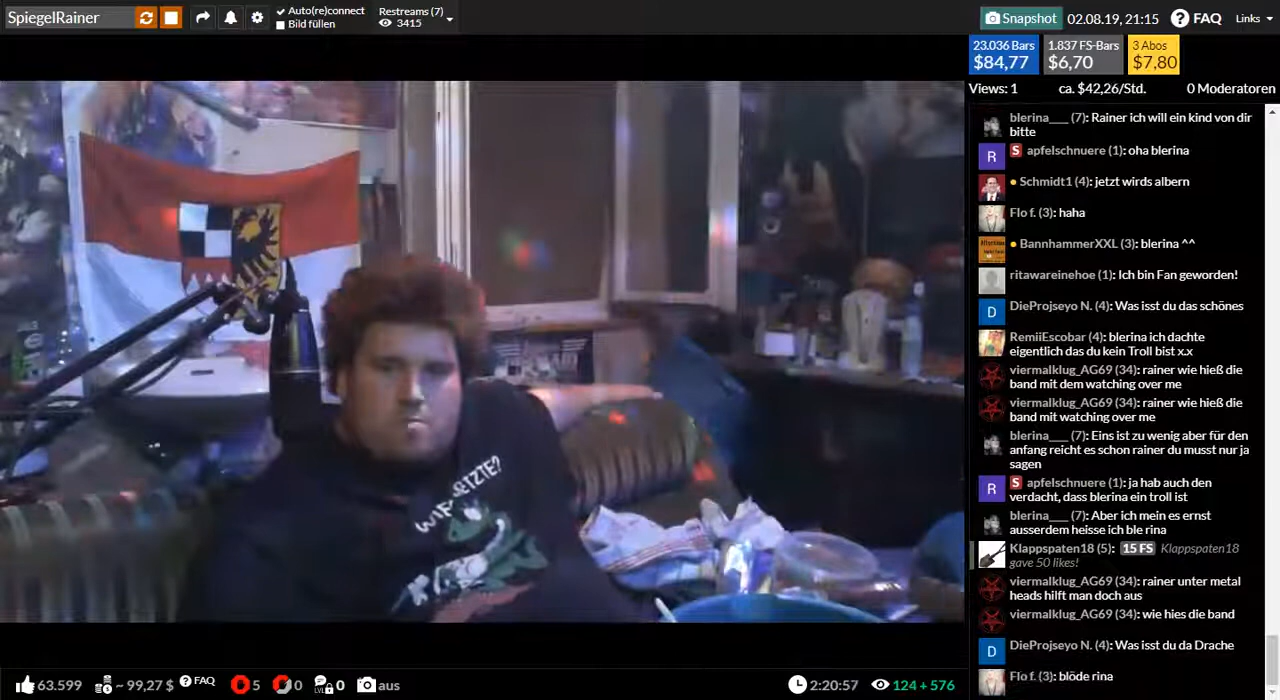 SpiegelRainer
Auto(re)connect
Bild füllen
Restreams (7)
3415
Snapshot
02.08.19, 21:15
FAQ
Links
23.036 Bars
$84,77
1.837 FS-Bars
$6,70
3 Abos
$7,80
Views: 1
ca. $42,26/Std.
0 Moderatoren
blerina___ (7): Rainer ich will ein kind von dir
bitte
R
S apfelschnuere (1): oha blerina
Schmidt1 (4): jetzt wirds albern
Flo f. (3): haha
BannhammerXXL (3): blerina ^^
ritawareinehoe (1): Ich bin Fan geworden!
D
DieProjseyo N. (4): Was isst du das schönes
RemiiEscobar (4): blerina ich dachte
eigentlich das du kein Troll bist x.x
viermalklug_AG69 (34): rainer wie hieß die
band mit dem watching over me
viermalklug_AG69 (34): rainer wie hieß die
band mit watching over me
blerina___ (7): Eins ist zu wenig aber für den
anfang reicht es schon rainer du musst nur ja
sagen
R
S apfelschnuere (1): ja hab auch den
verdacht, dass blerina ein troll ist
blerina___ (7): Aber ich mein es ernst
ausserdem heisse ich ble rina
Klappspaten18 (5): 15 FS Klappspaten18
gave 50 likes!
viermalklug_AG69 (34): rainer unter metal
heads hilft man doch aus
viermalklug_AG69 (34): wie hies die band
D
DieProjseyo N. (4): Was isst du da Drache
Flo f. (3): blöde rina
63.599
~ 99,27 $
FAQ
5
0
LVL
0
aus
2:20:57
124 + 576